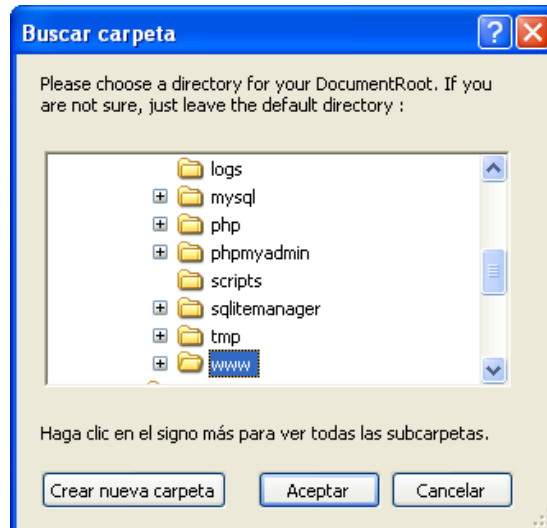 Buscar carpeta
Please choose a directory for your DocumentRoot. If you
are not sure, just leave the default directory :
logs
mysql
php
phpmyadmin
scripts
sqlitemanager
tmp
www
Haga clic en el signo más para ver todas las subcarpetas.
Crear nueva carpeta Aceptar Cancelar